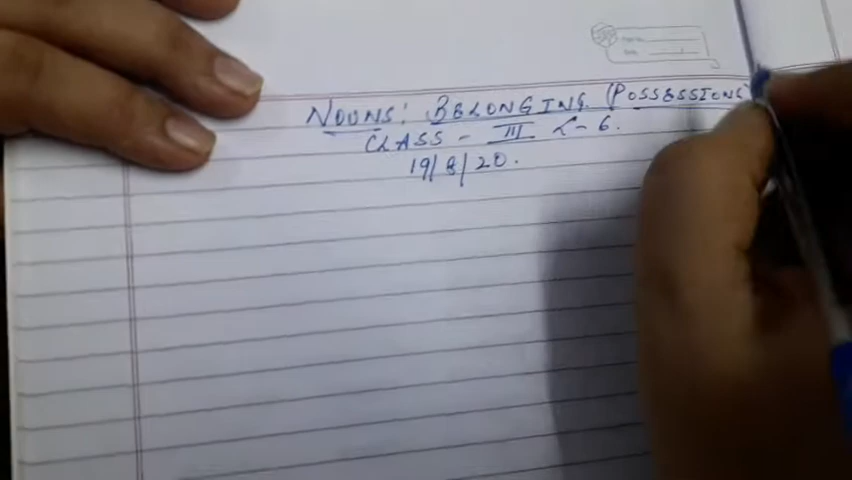 NOUNS: BELONGING (POSSESSIONS
CLASS - III L-6.
19/8/20.